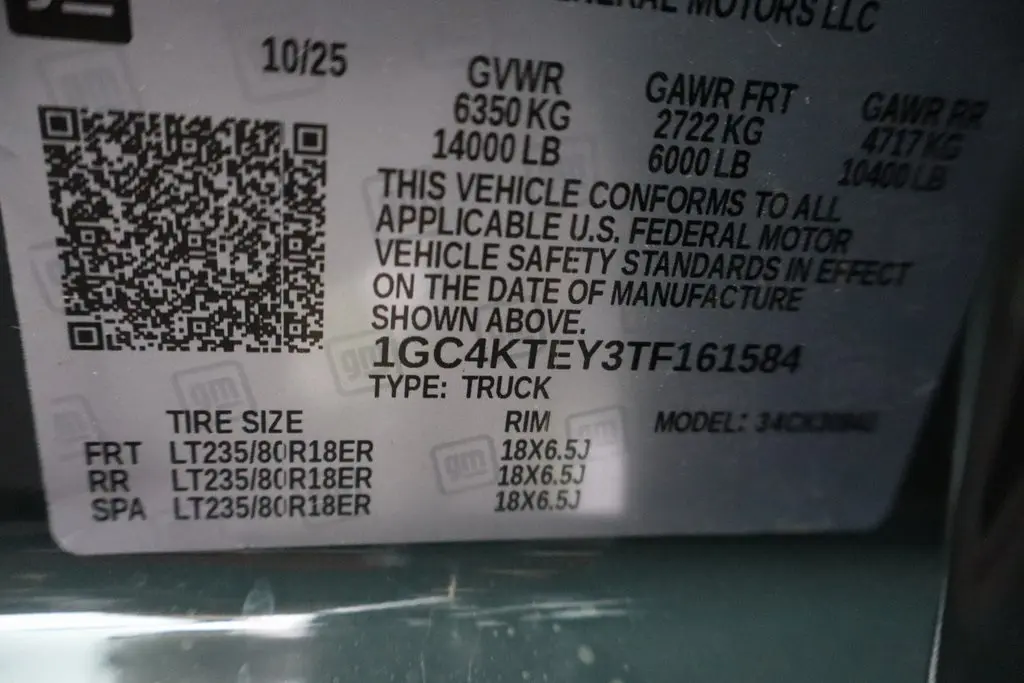 GENERAL MOTORS LLC
10/25
GVWR GAWR FRT GAWR RR
6350 KG 2722 KG 4717 KG
14000 LB 6000 LB 10400 LB
THIS VEHICLE CONFORMS TO ALL
APPLICABLE U.S. FEDERAL MOTOR
VEHICLE SAFETY STANDARDS IN EFFECT
ON THE DATE OF MANUFACTURE
SHOWN ABOVE.
1GC4KTEY3TF161584
TYPE: TRUCK
TIRE SIZE RIM MODEL:
FRT LT235/80R18ER 18X6.5J
RR LT235/80R18ER 18X6.5J
SPA LT235/80R18ER 18X6.5J
gm
gm
gm